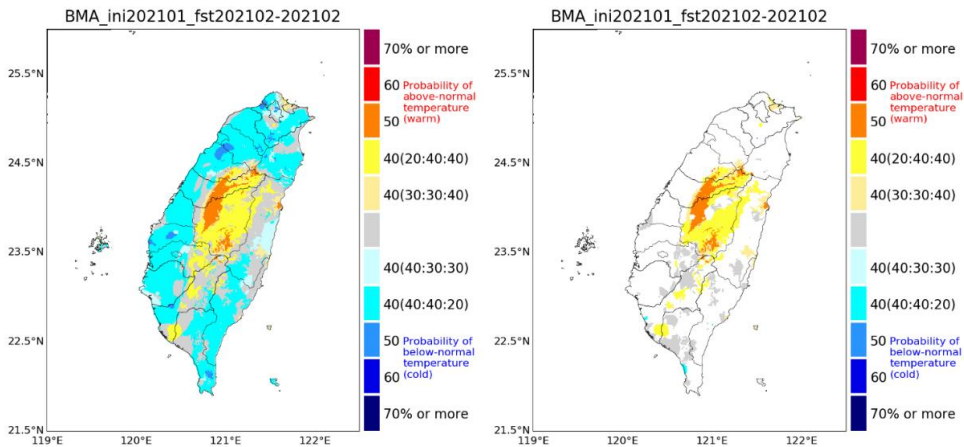 BMA_ini202101_fst202102-202102
25.5°N
24.5°N
23.5°N
22.5°N
21.5°N
119°E
120°E
121°E
122°E
70% or more
60
Probability of
above-normal
temperature
(warm)
50
40(20:40:40)
40(30:30:40)
40(40:30:30)
40(40:40:20)
50
Probability of
below-normal
temperature
(cold)
60
70% or more
BMA_ini202101_fst202102-202102
25.5°N
24.5°N
23.5°N
22.5°N
21.5°N
119°E
120°E
121°E
122°E
70% or more
60
Probability of
above-normal
temperature
(warm)
50
40(20:40:40)
40(30:30:40)
40(40:30:30)
40(40:40:20)
50
Probability of
below-normal
temperature
(cold)
60
70% or more